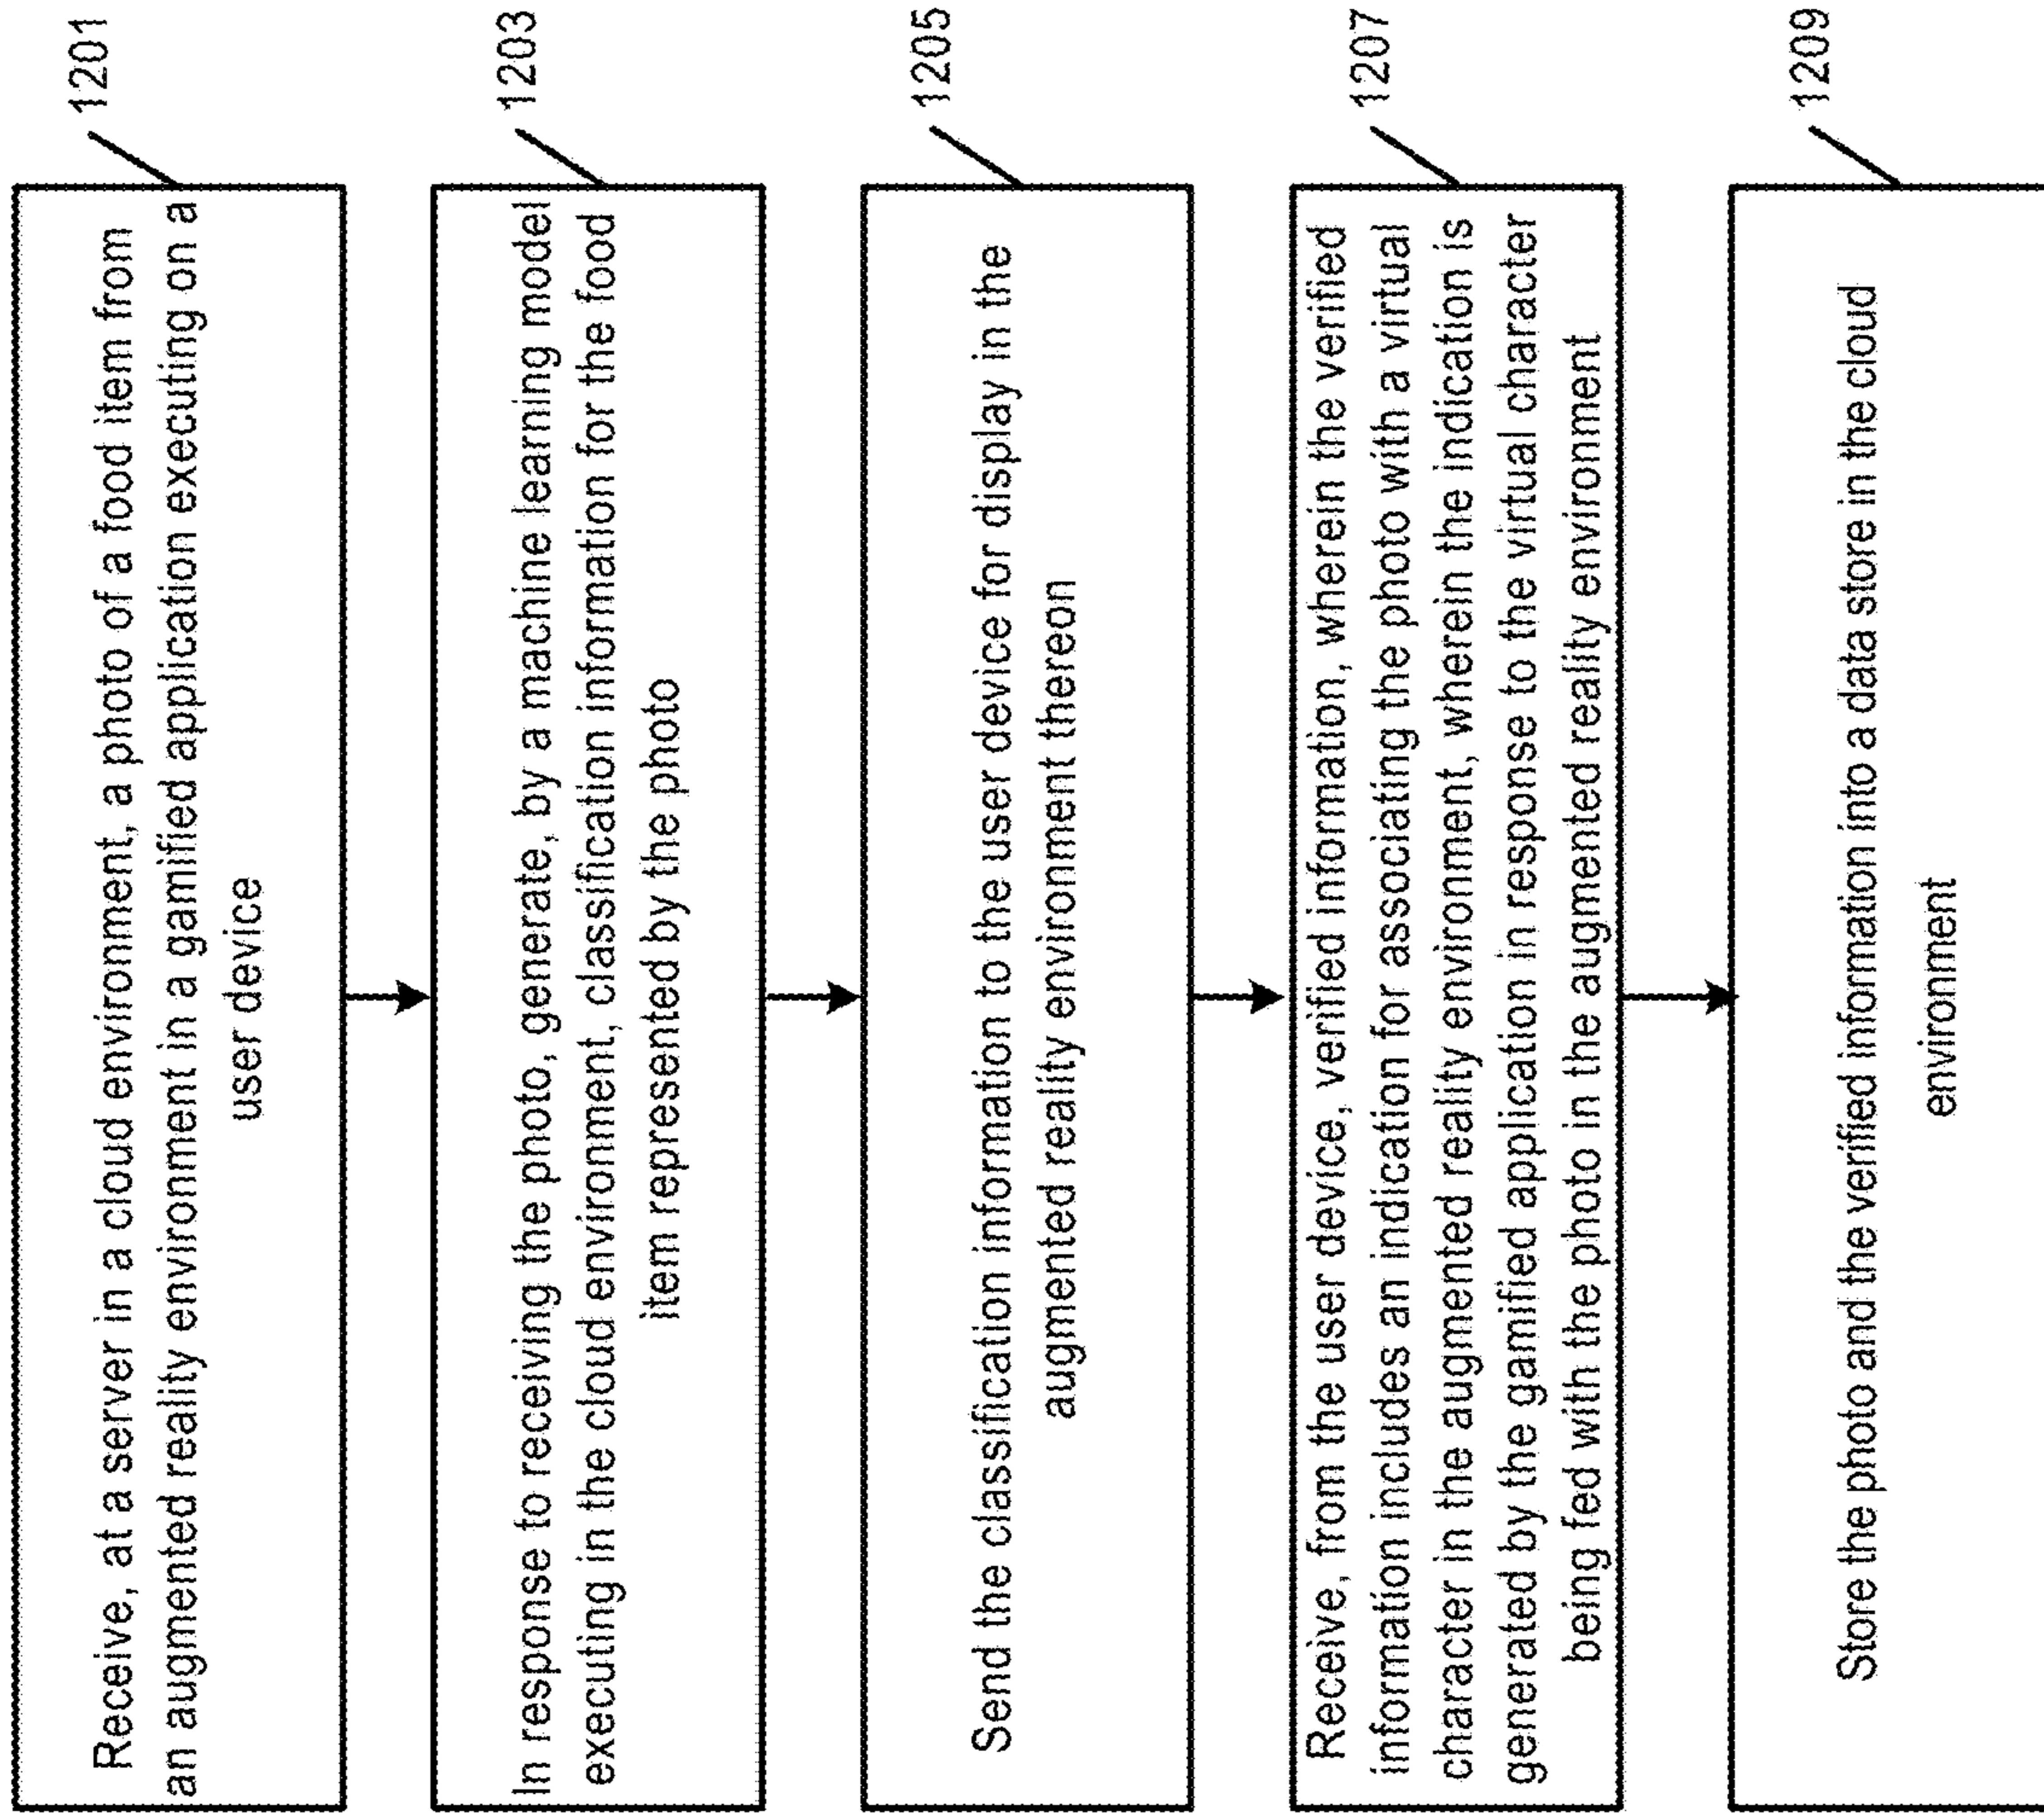 1201
Receive, at a server in a cloud environment, a photo of a food item from
an augmented reality environment in a gamified application executing on a
user device
1203
In response to receiving the photo, generate, by a machine learning model
executing in the cloud environment, classification information for the food
item represented by the photo
1205
Send the classification information to the user device for display in the
augmented reality environment thereon
1207
Receive, from the user device, verified information, wherein the verified
information includes an indication for associating the photo with a virtual
character in the augmented reality environment, wherein the indication is
generated by the gamified application in response to the virtual character
being fed with the photo in the augmented reality environment
1209
Store the photo and the verified information into a data store in the cloud
environment